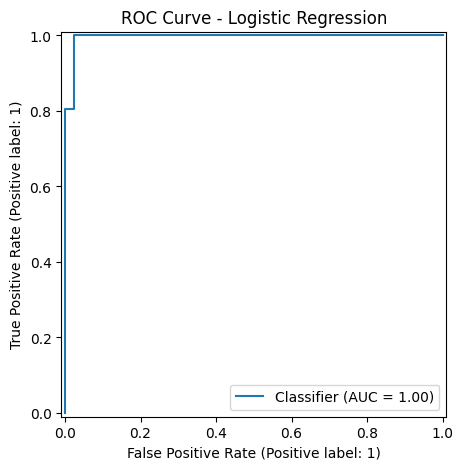 ROC Curve - Logistic Regression
True Positive Rate (Positive label: 1)
1.0
0.8
0.6
0.4
0.2
0.0
Classifier (AUC = 1.00)
0.0 0.2 0.4 0.6 0.8 1.0
False Positive Rate (Positive label: 1)